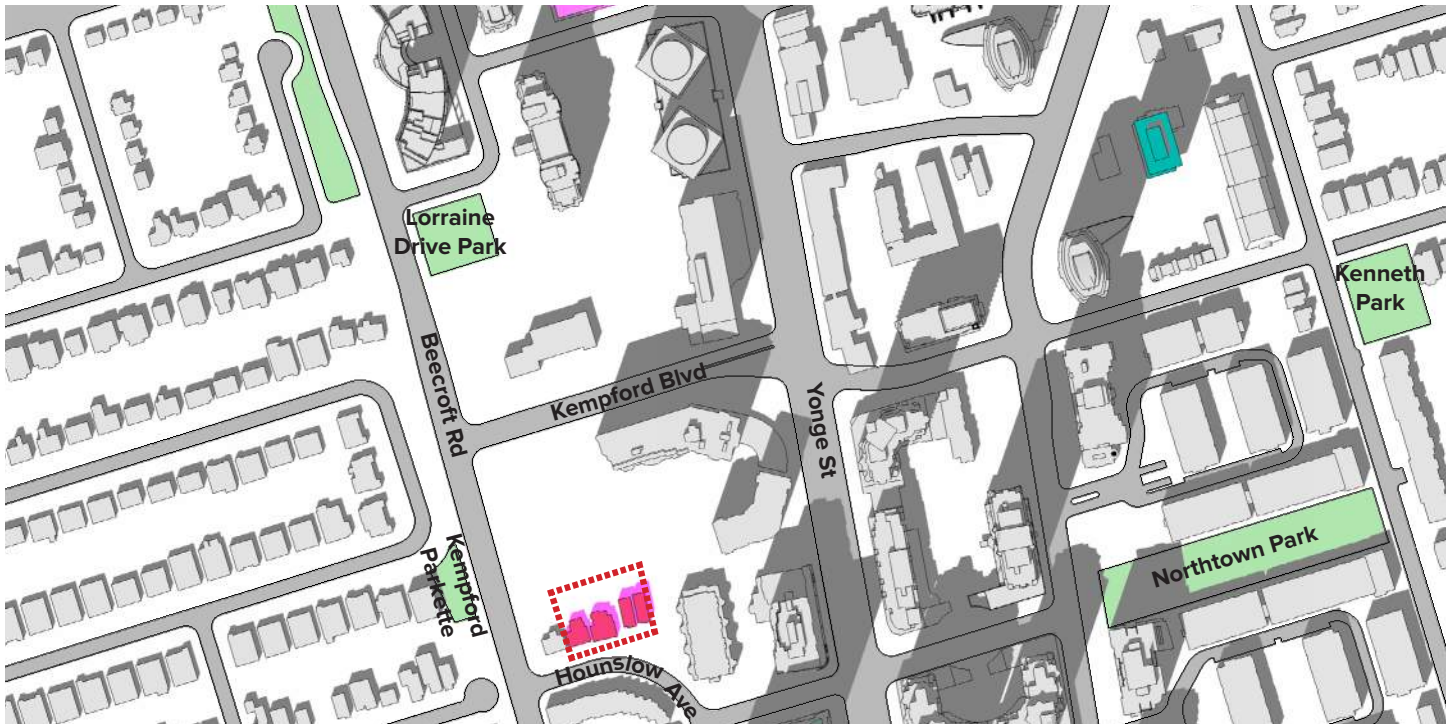 Lorraine
Drive Park
Kenneth
Park
Beecroft Rd
Kempford Blvd
Yonge St
Kempford
Parkette
Northtown Park
Hounslow Ave